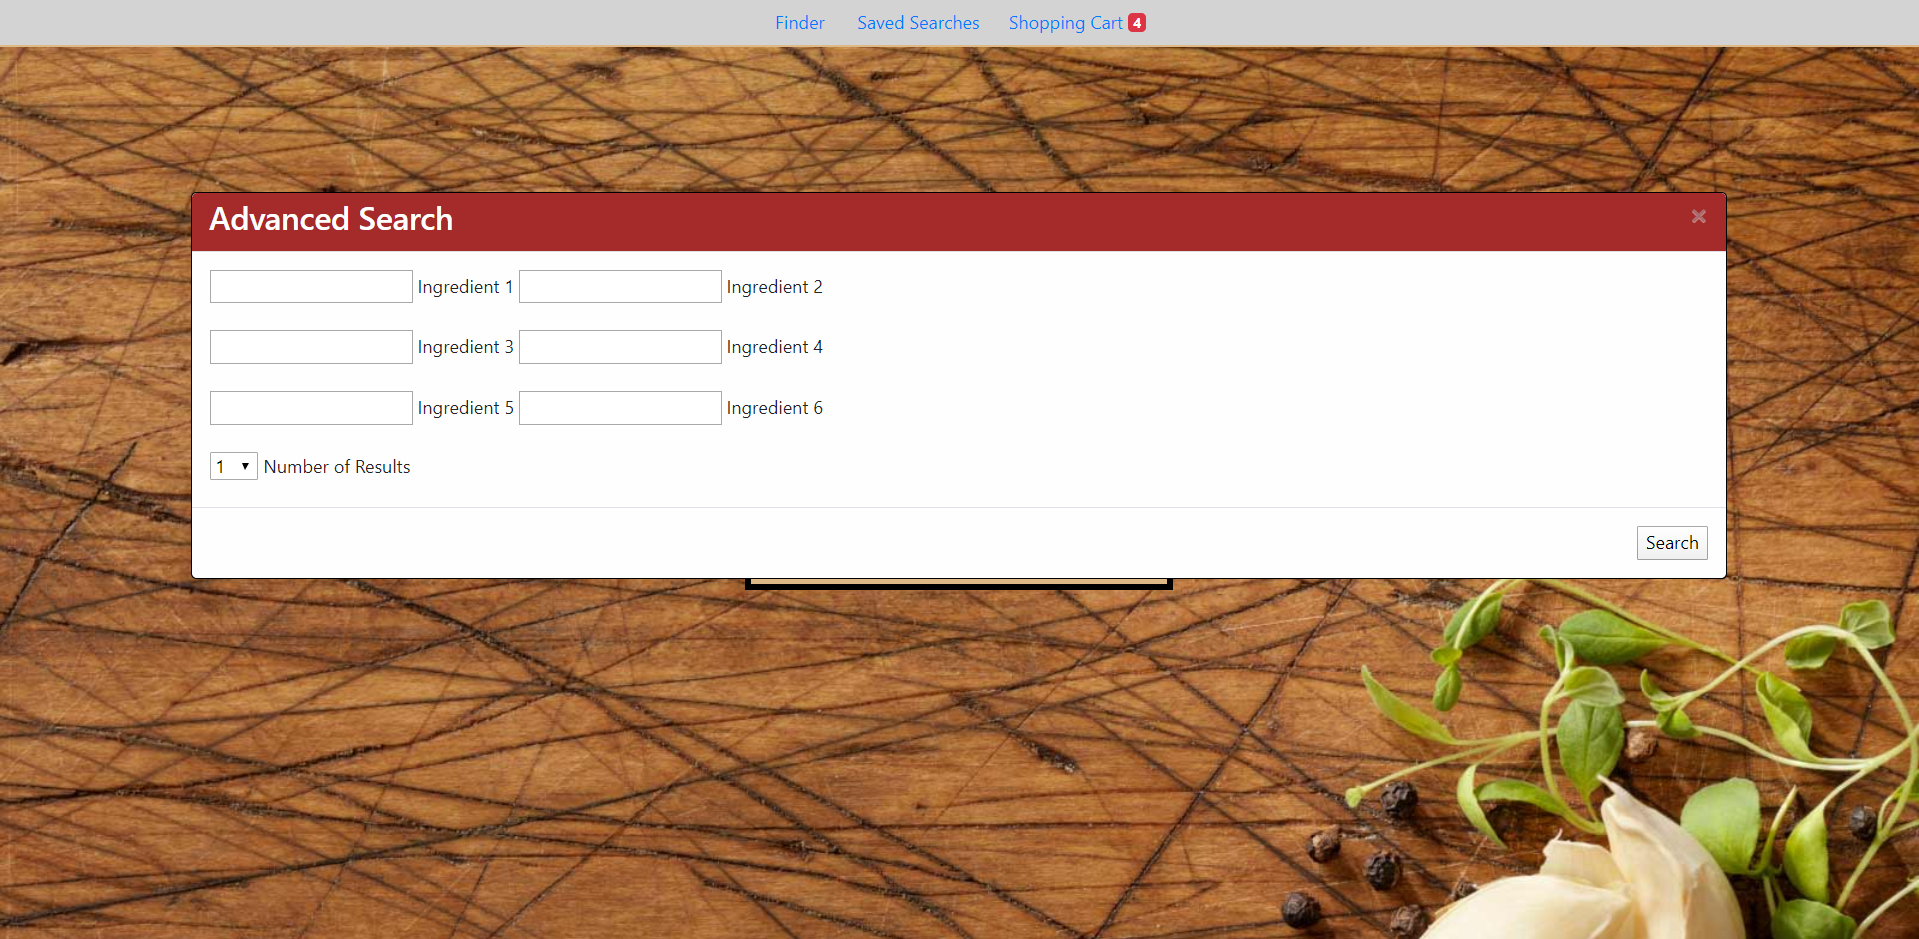 Finder Saved Searches Shopping Cart 4
Advanced Search ×
Ingredient 1 Ingredient 2
Ingredient 3 Ingredient 4
Ingredient 5 Ingredient 6
1 Number of Results
Search